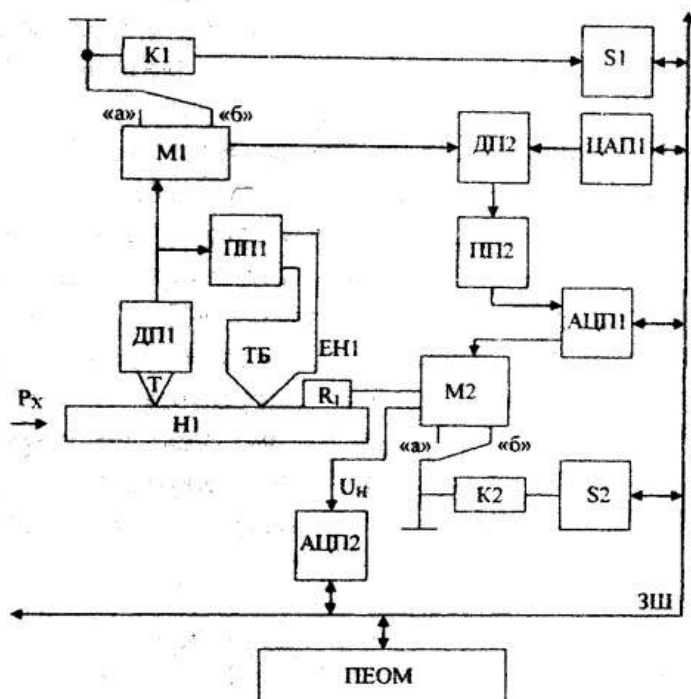 К1
S1
«а»
«б»
М1
ДП2
ЦАП1
ПП1
ПП2
ДП1
ТБ
ЕН1
АЦП1
Т
М2
PX
R1
Н1
«а»
«б»
UН
К2
S2
АЦП2
ЗШ
ПЕОМ